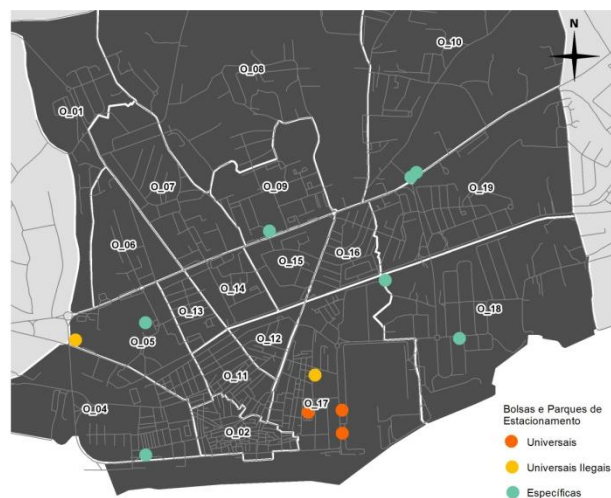 N
O_10
O_08
O_01
O_07
O_09
O_19
O_06
O_16
O_15
O_14
O_13
O_18
O_05
O_12
O_11
O_17
O_04
O_02
Bolsas e Parques de
Estacionamento
Universais
Universais Ilegais
Específicas